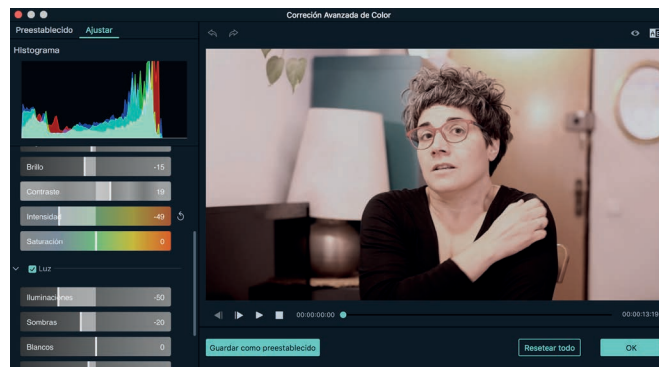 Correción Avanzada de Color
Preestablecido Ajustar
Histograma
Brillo -15
Contraste 19
Intensidad -49
Saturación 0
Luz
Iluminaciones -50
Sombras -20
Blancos 0
00:00:00:00 00:00:13:19
Guardar como preestablecido Resetear todo OK